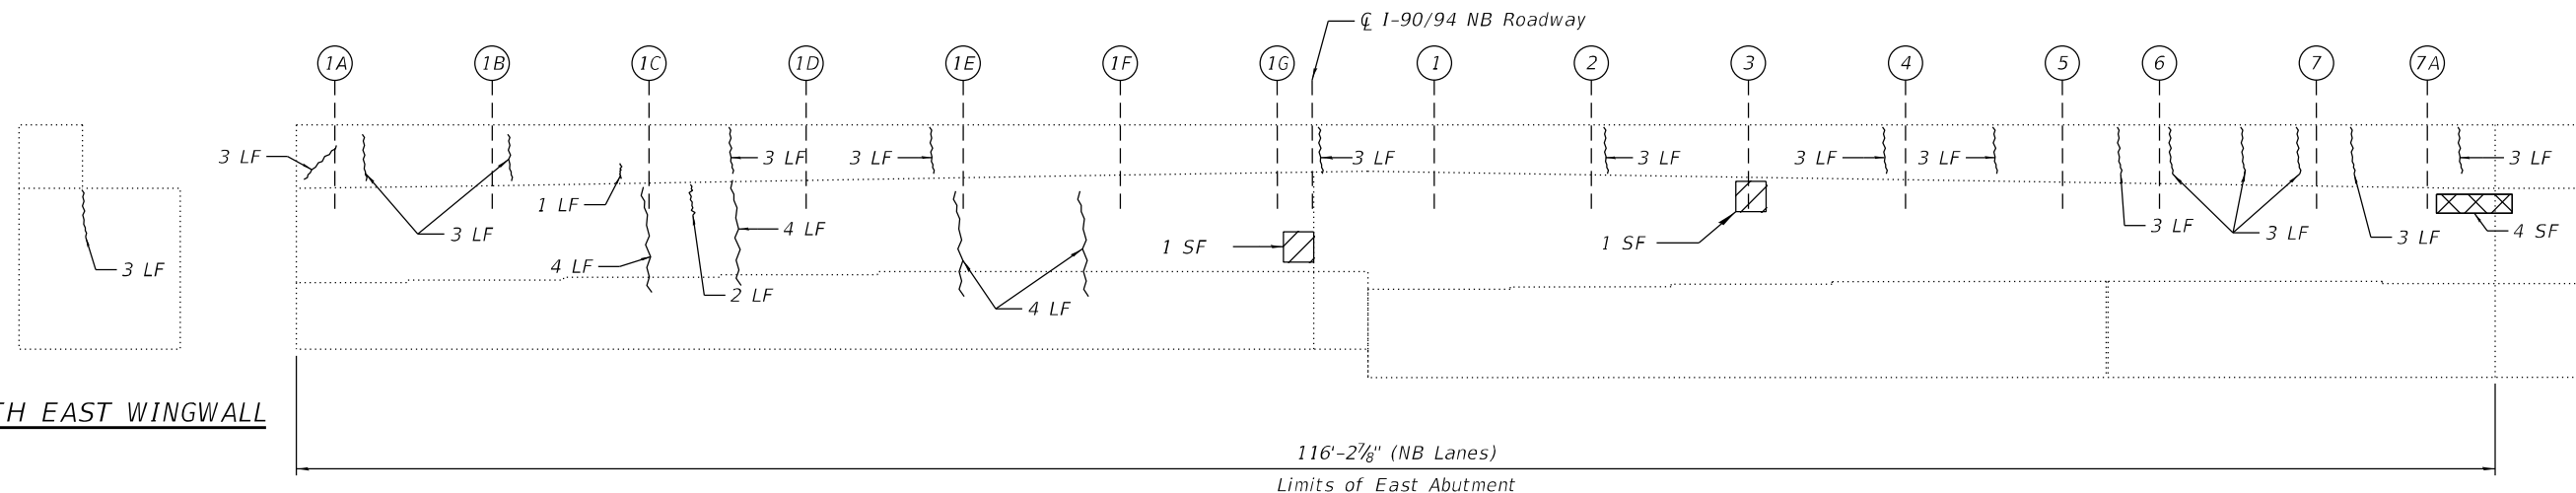 ℄ I-90/94 NB Roadway
1A 1B 1C 1D 1E 1F 1G 1 2 3 4 5 6 7 7A
3 LF 3 LF 3 LF 3 LF 3 LF 3 LF 3 LF 3 LF
1 LF
3 LF
4 LF
3 LF
3 LF
3 LF
4 SF
1 SF
1 SF
4 LF
3 LF
2 LF
4 LF
TH EAST WINGWALL
116'-2⅞" (NB Lanes)
Limits of East Abutment